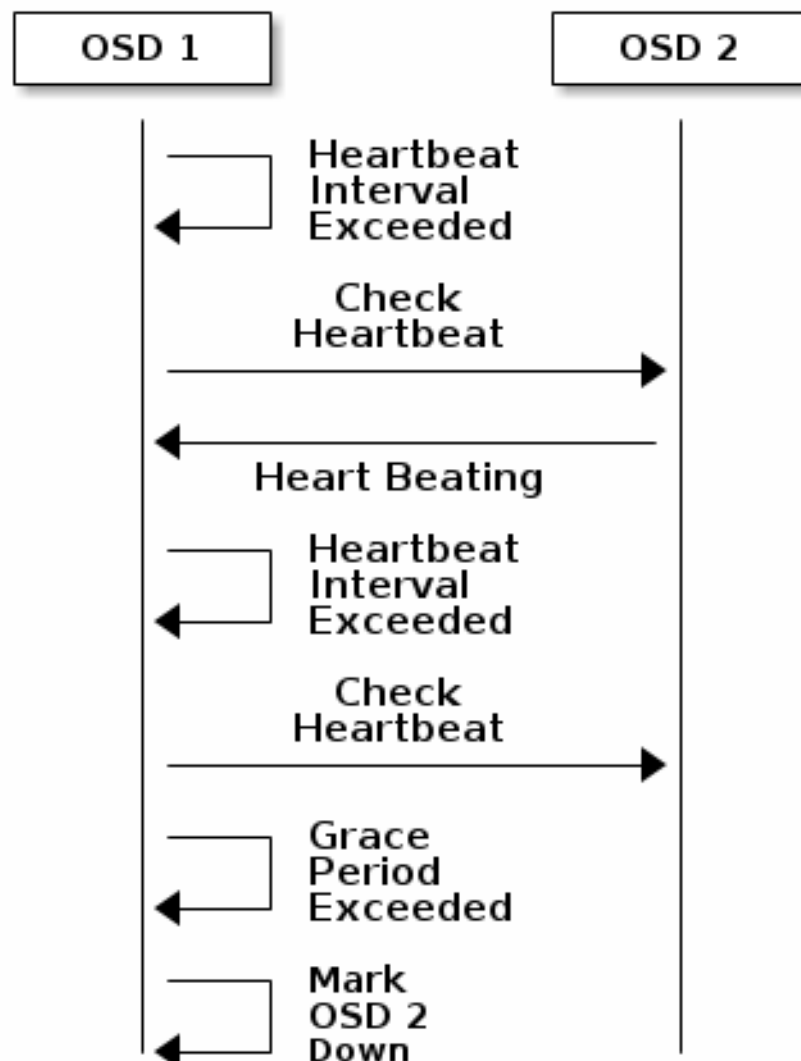 OSD 1
OSD 2
Heartbeat
Interval
Exceeded
Check
Heartbeat
Heart Beating
Heartbeat
Interval
Exceeded
Check
Heartbeat
Grace
Period
Exceeded
Mark
OSD 2
Down